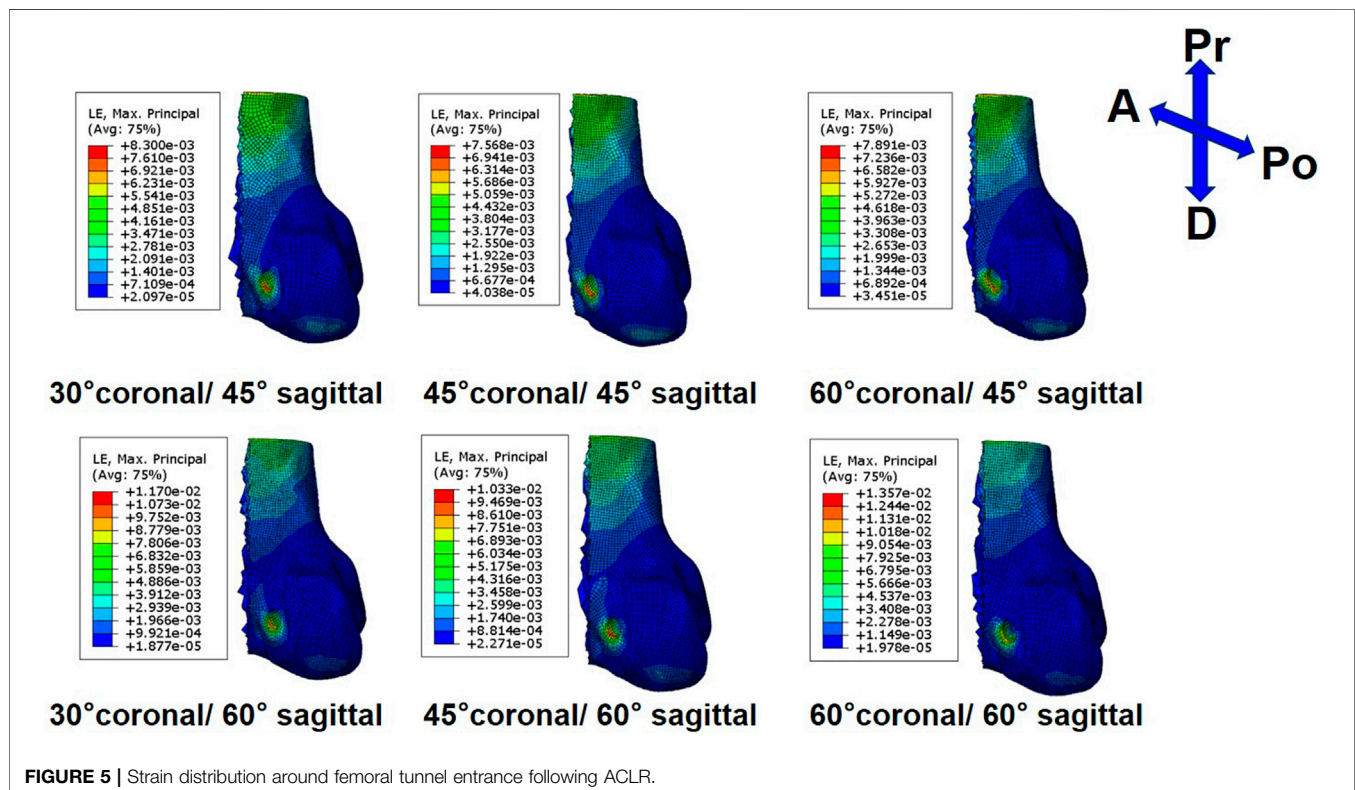 Pr
A
Po
D
LE, Max. Principal
(Avg: 75%)
+8.300e-03
+7.610e-03
+6.921e-03
+6.231e-03
+5.541e-03
+4.851e-03
+4.161e-03
+3.471e-03
+2.781e-03
+2.091e-03
+1.401e-03
+7.109e-04
+2.097e-05
LE, Max. Principal
(Avg: 75%)
+7.568e-03
+6.941e-03
+6.314e-03
+5.686e-03
+5.059e-03
+4.432e-03
+3.804e-03
+3.177e-03
+2.550e-03
+1.922e-03
+1.295e-03
+6.677e-04
+4.038e-05
LE, Max. Principal
(Avg: 75%)
+7.891e-03
+7.236e-03
+6.582e-03
+5.927e-03
+5.272e-03
+4.618e-03
+3.963e-03
+3.308e-03
+2.653e-03
+1.999e-03
+1.344e-03
+6.892e-04
+3.451e-05
30°coronal/ 45° sagittal
45°coronal/ 45° sagittal
60°coronal/ 45° sagittal
LE, Max. Principal
(Avg: 75%)
+1.170e-02
+1.073e-02
+9.752e-03
+8.779e-03
+7.806e-03
+6.832e-03
+5.859e-03
+4.886e-03
+3.912e-03
+2.939e-03
+1.966e-03
+9.921e-04
+1.877e-05
LE, Max. Principal
(Avg: 75%)
+1.033e-02
+9.469e-03
+8.610e-03
+7.751e-03
+6.893e-03
+6.034e-03
+5.175e-03
+4.316e-03
+3.458e-03
+2.599e-03
+1.740e-03
+8.814e-04
+2.271e-05
LE, Max. Principal
(Avg: 75%)
+1.357e-02
+1.244e-02
+1.131e-02
+1.018e-02
+9.054e-03
+7.925e-03
+6.795e-03
+5.666e-03
+4.537e-03
+3.408e-03
+2.278e-03
+1.149e-03
+1.978e-05
30°coronal/ 60° sagittal
45°coronal/ 60° sagittal
60°coronal/ 60° sagittal
FIGURE 5 | Strain distribution around femoral tunnel entrance following ACLR.